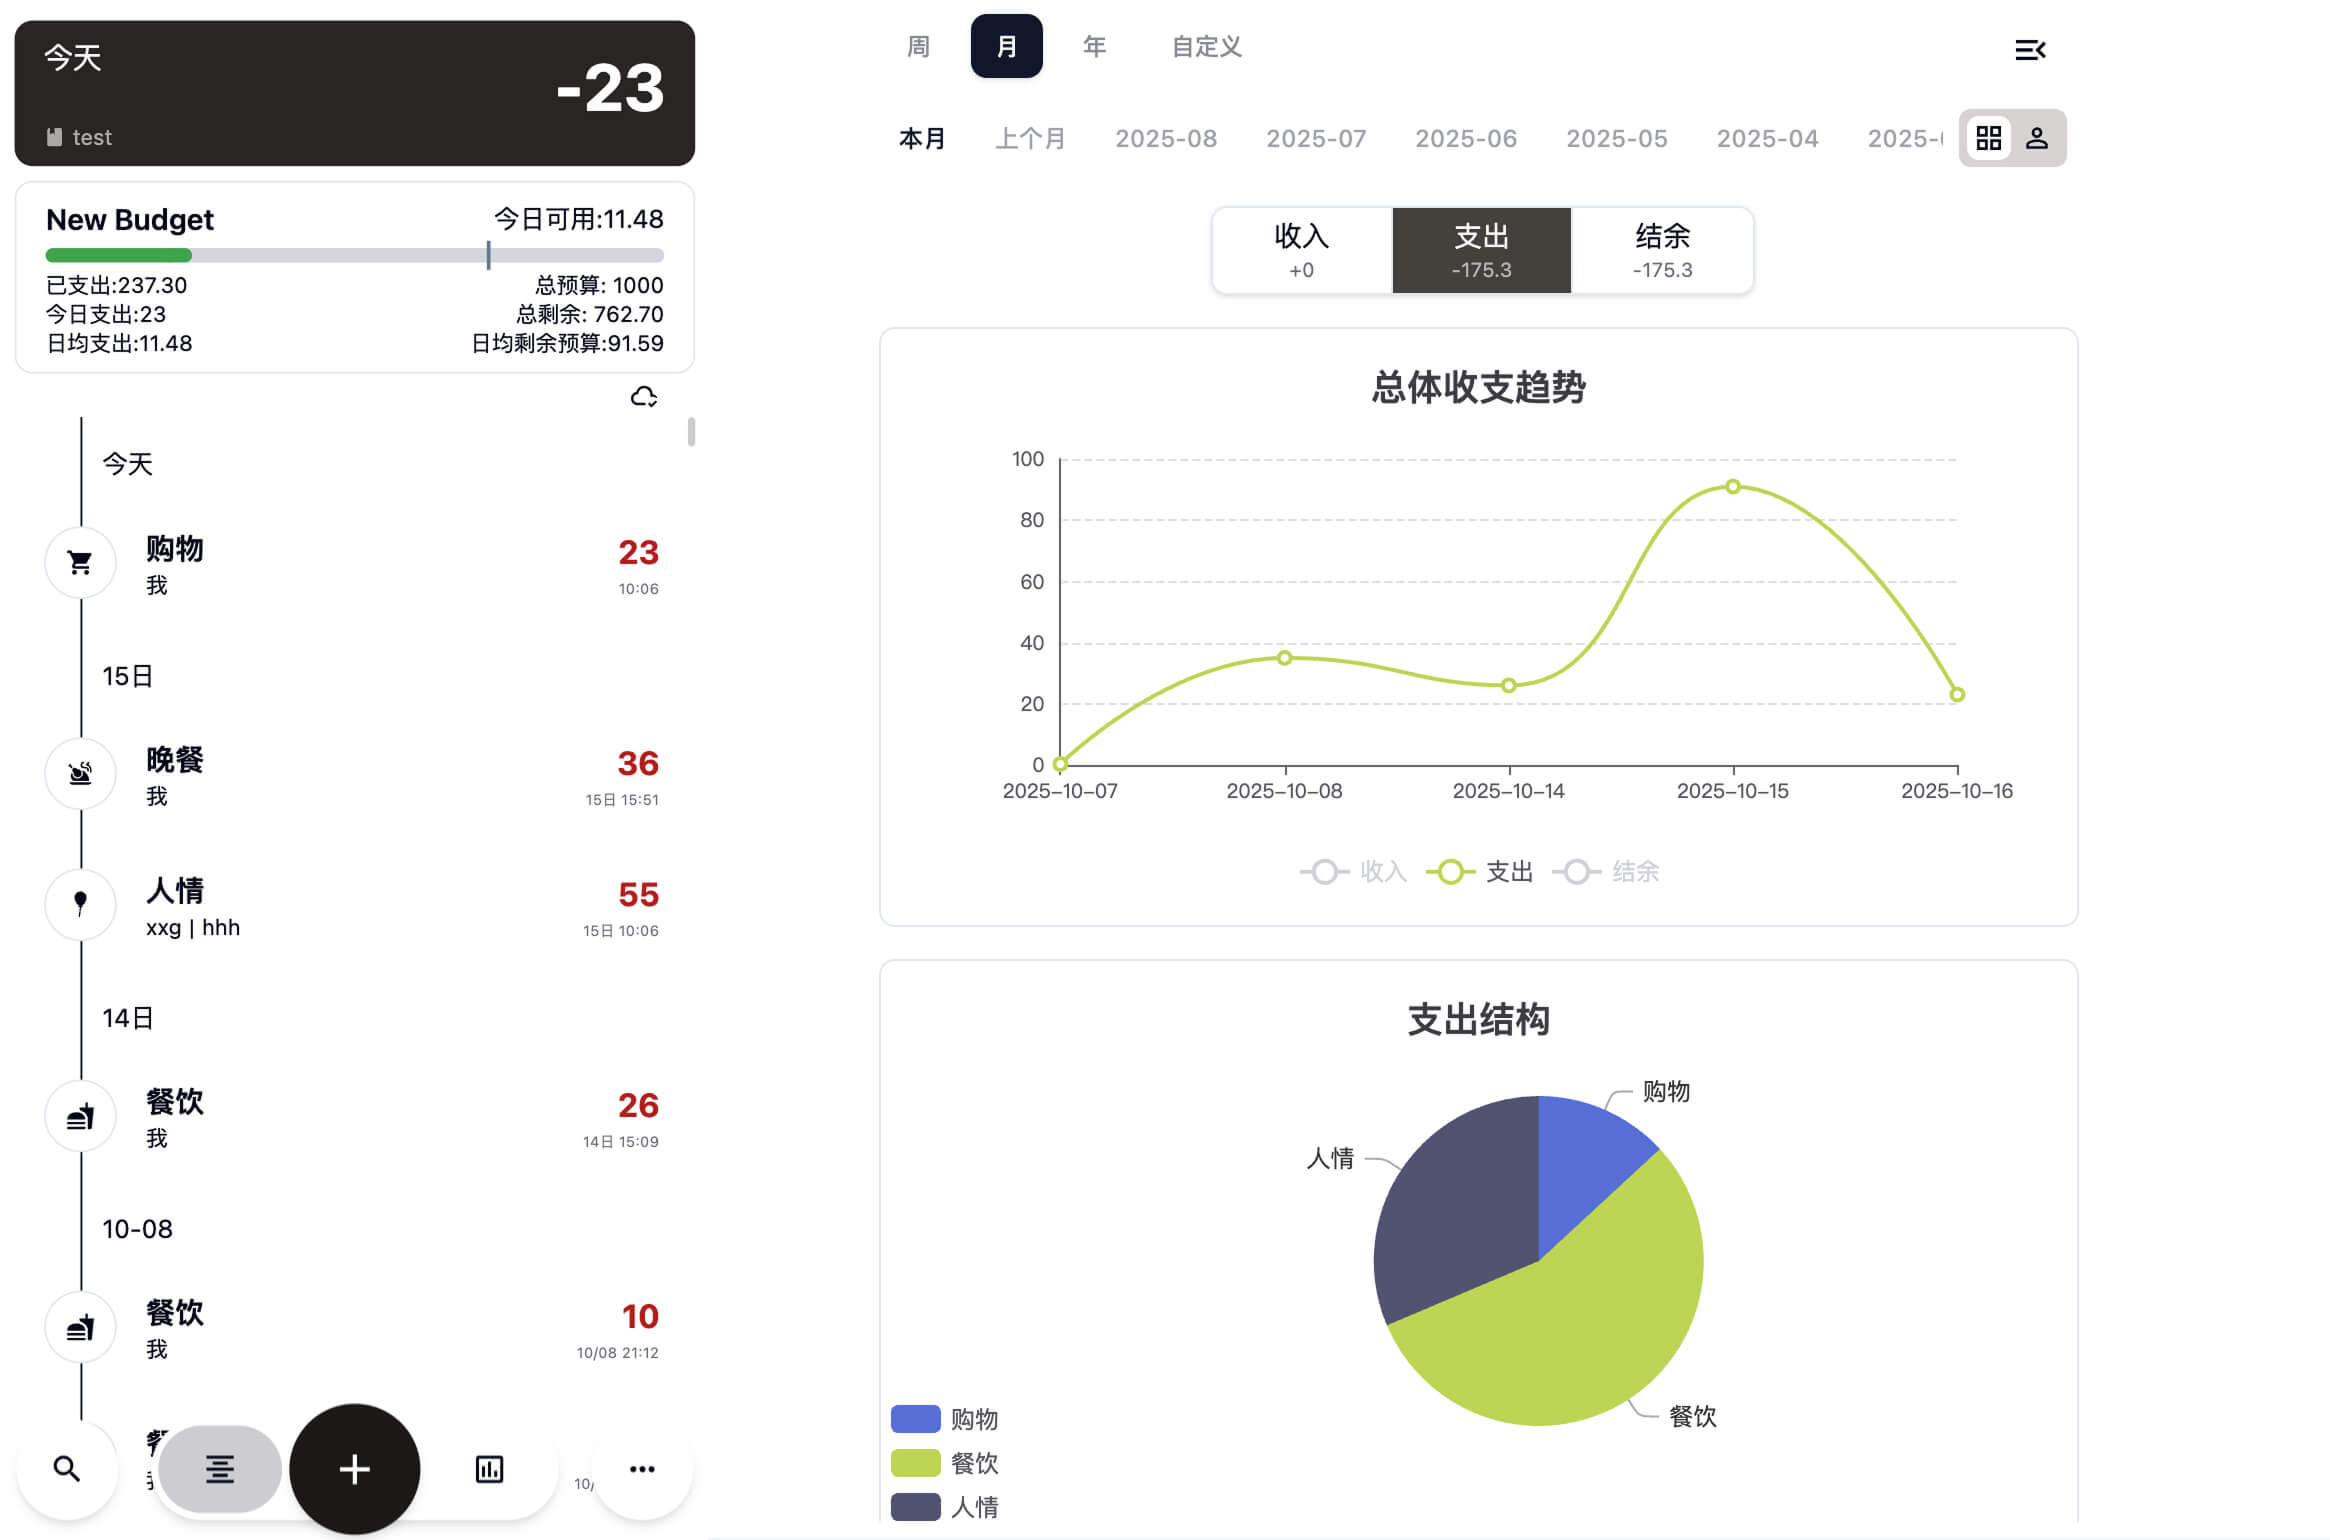 今天
-23
test
New Budget
今日可用:11.48
已支出:237.30
总预算: 1000
今日支出:23
总剩余: 762.70
日均支出:11.48
日均剩余预算:91.59
今天
购物
23
我
10:06
15日
晚餐
36
我
15日 15:51
人情
55
xxg | hhh
15日 10:06
14日
餐饮
26
我
14日 15:09
10-08
餐饮
10
我
10/08 21:12
10/
周 月 年 自定义
本月 上个月 2025-08 2025-07 2025-06 2025-05 2025-04 2025-
收入 支出 结余
+0 -175.3 -175.3
总体收支趋势
100
80
60
40
20
0
2025-10-07 2025-10-08 2025-10-14 2025-10-15 2025-10-16
收入 支出 结余
支出结构
购物
人情
餐饮
购物
餐饮
人情